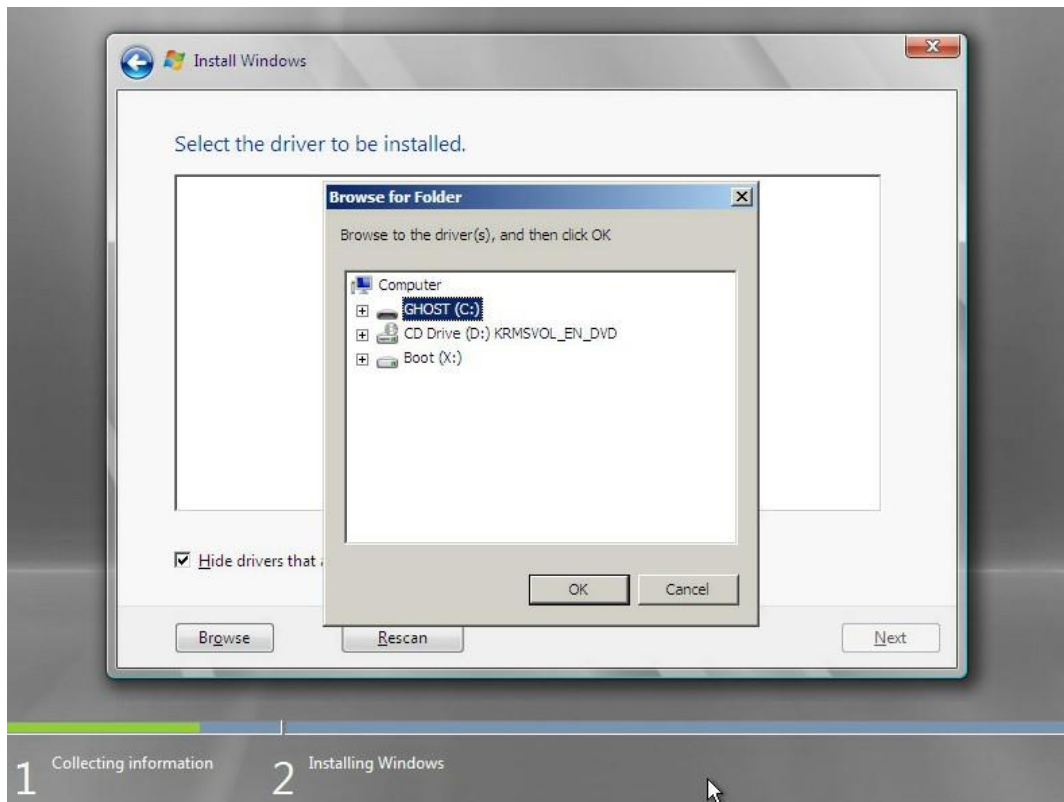 Install Windows
Select the driver to be installed.
Browse for Folder
Browse to the driver(s), and then click OK
Computer
GHOST (C:)
CD Drive (D:) KRMSVOL_EN_DVD
Boot (X:)
Hide drivers that
OK Cancel
Browse Rescan Next
1 Collecting information 2 Installing Windows